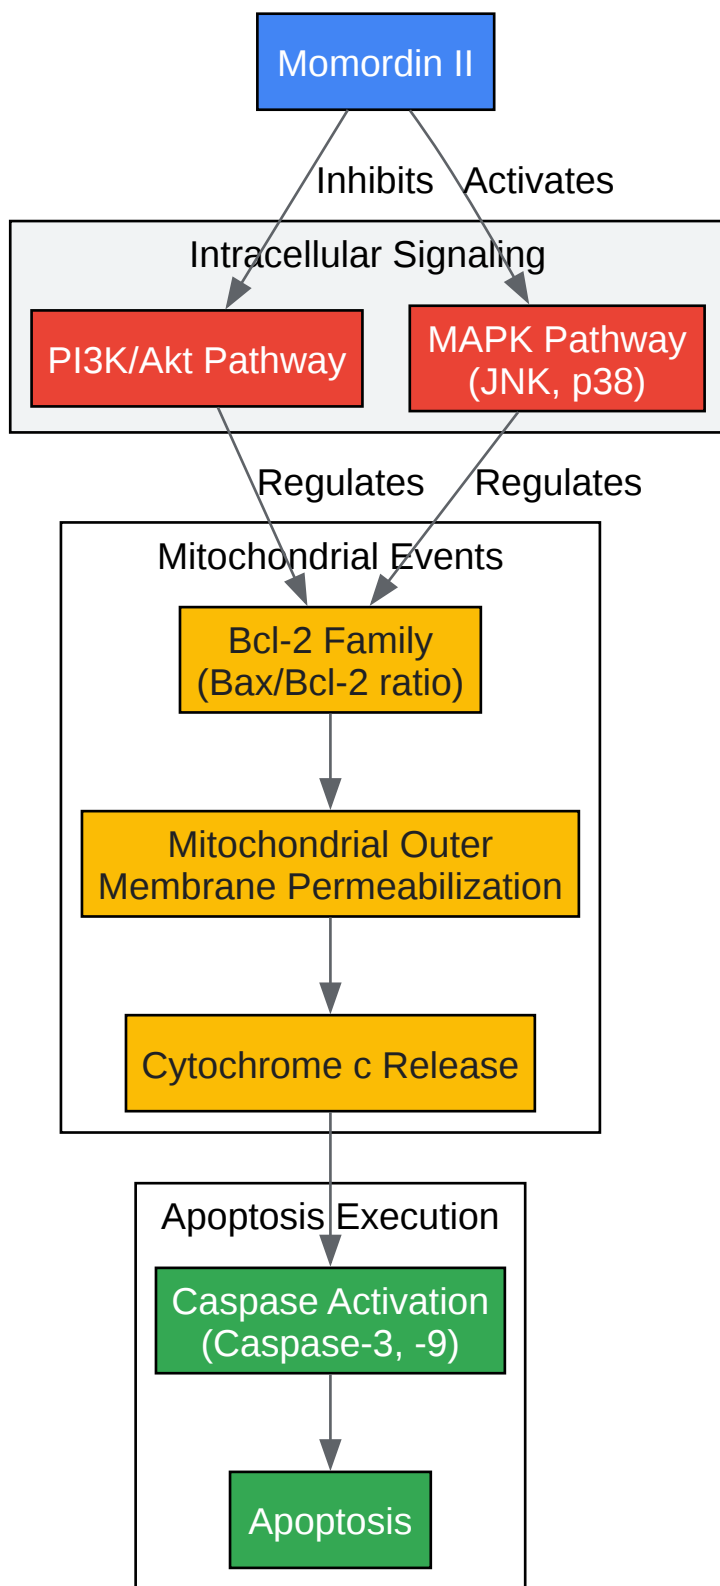 Momordin II
Inhibits
Activates
Intracellular Signaling
PI3K/Akt Pathway
MAPK Pathway
(JNK, p38)
Regulates
Regulates
Mitochondrial Events
Bcl-2 Family
(Bax/Bcl-2 ratio)
Mitochondrial Outer
Membrane Permeabilization
Cytochrome c Release
Apoptosis Execution
Caspase Activation
(Caspase-3, -9)
Apoptosis